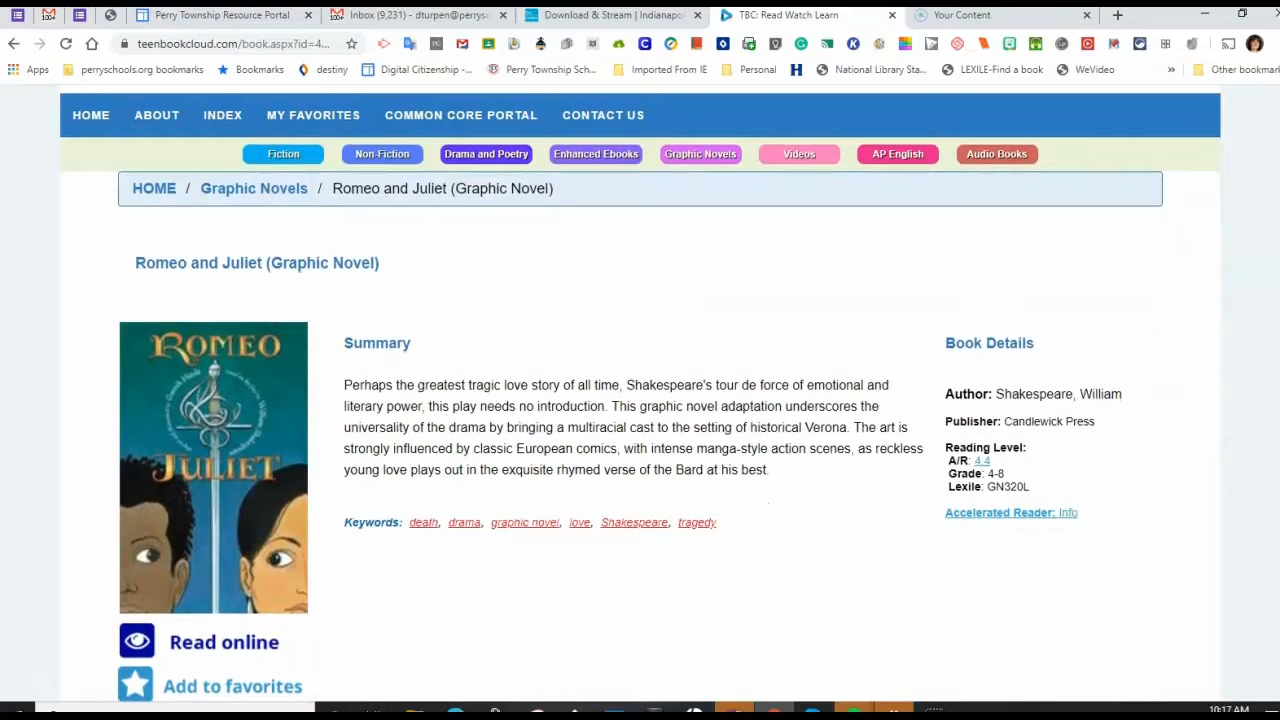 Perry Township Resource Portal
Inbox (9,231) - dturpen@perrysc
Download & Stream | Indianapol
TBC: Read Watch Learn
Your Content
teenbookcloud.com/book.aspx?id=4...
Apps
perryschools.org bookmarks
Bookmarks
destiny
Digital Citizenship -...
Perry Township Sch...
Imported From IE
Personal
National Library Sta...
LEXILE-Find a book
WeVideo
»
Other bookmark
HOME
ABOUT
INDEX
MY FAVORITES
COMMON CORE PORTAL
CONTACT US
Fiction
Non-Fiction
Drama and Poetry
Enhanced Ebooks
Graphic Novels
Videos
AP English
Audio Books
HOME / Graphic Novels / Romeo and Juliet (Graphic Novel)
Romeo and Juliet (Graphic Novel)
ROMEO
JULIET
Summary
Perhaps the greatest tragic love story of all time, Shakespeare's tour de force of emotional and
literary power, this play needs no introduction. This graphic novel adaptation underscores the
universality of the drama by bringing a multiracial cast to the setting of historical Verona. The art is
strongly influenced by classic European comics, with intense manga-style action scenes, as reckless
young love plays out in the exquisite rhymed verse of the Bard at his best.
Keywords: death, drama, graphic novel, love, Shakespeare, tragedy
Book Details
Author: Shakespeare, William
Publisher: Candlewick Press
Reading Level:
A/R: 4.4
Grade: 4-8
Lexile: GN320L
Accelerated Reader: Info
Read online
Add to favorites
10:17 AM